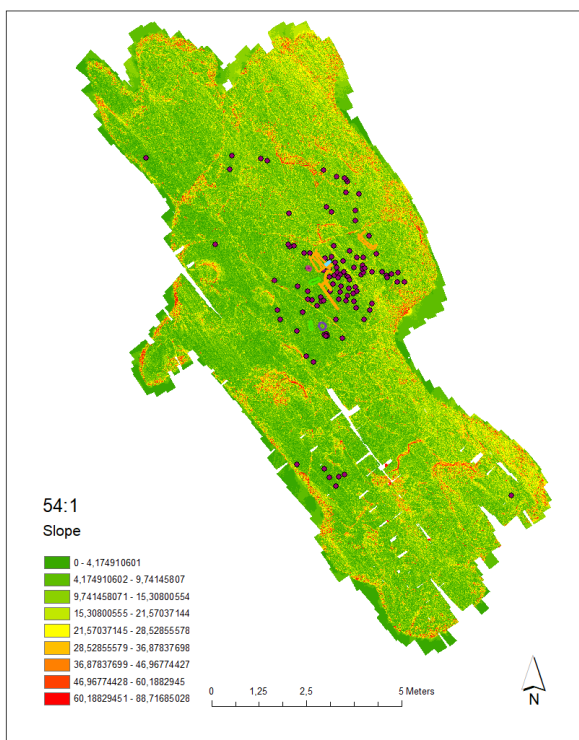 54:1
Slope
0 - 4,174910601
4,174910602 - 9,74145807
9,741458071 - 15,30800554
15,30800555 - 21,57037144
21,57037145 - 28,52855578
28,52855579 - 36,87837698
36,87837699 - 46,96774427
46,96774428 - 60,1882945
60,18829451 - 88,71685028
0 1,25 2,5 5 Meters
N